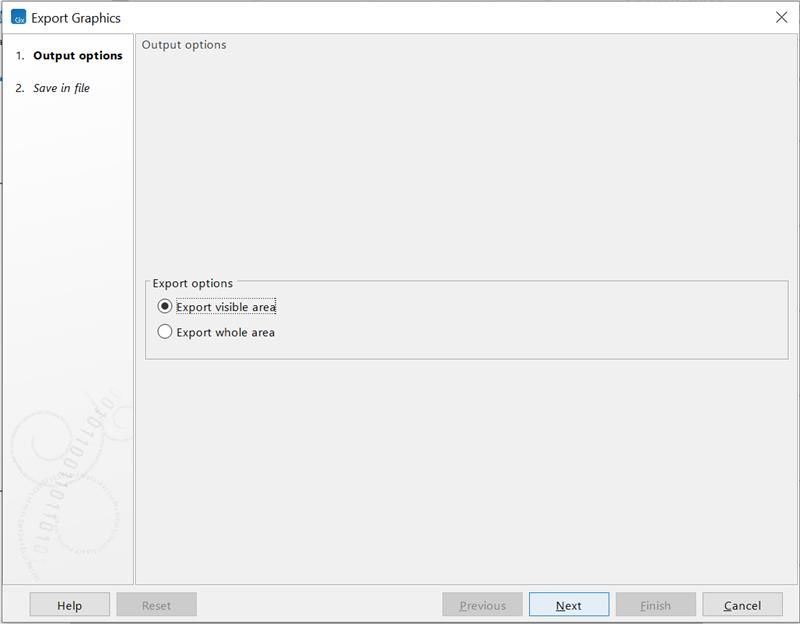 Export Graphics
1. Output options
2. Save in file
Output options
Export options
Export visible area
Export whole area
Help
Reset
Previous
Next
Finish
Cancel